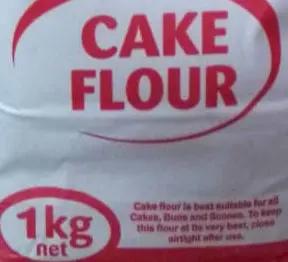 CAKE
FLOUR
Cake flour is best suitable for all
Cakes, Buns and Scones. To keep
this flour at its very best, close
airtight after use.
1kg
net